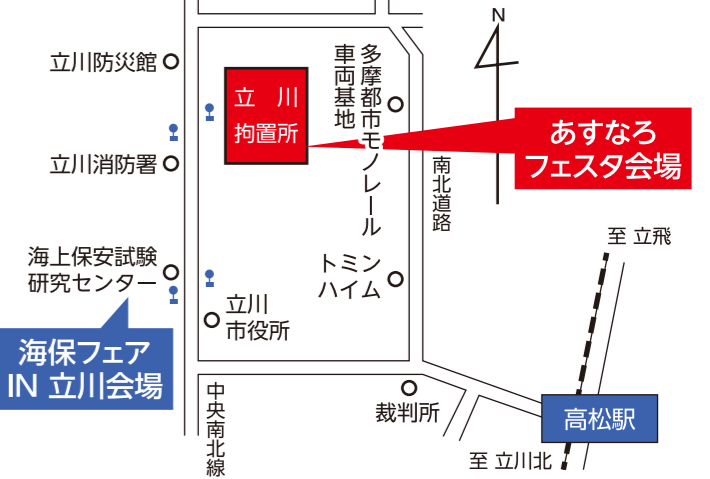 N
立川防災館
立　川
拘置所
多摩都市モノレール
車両基地
あすなろ
フェスタ会場
立川消防署
南北道路
至 立飛
海上保安試験
研究センター
トミン
ハイム
立川
市役所
海保フェア
IN 立川会場
中央南北線
裁判所
高松駅
至 立川北